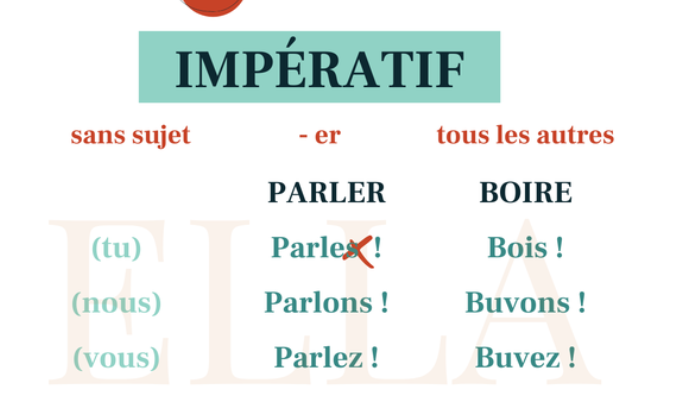 IMPÉRATIF
sans sujet - er tous les autres
PARLER BOIRE
(tu) Parles ! Bois !
(nous) Parlons ! Buvons !
(vous) Parlez ! Buvez !
ELLA